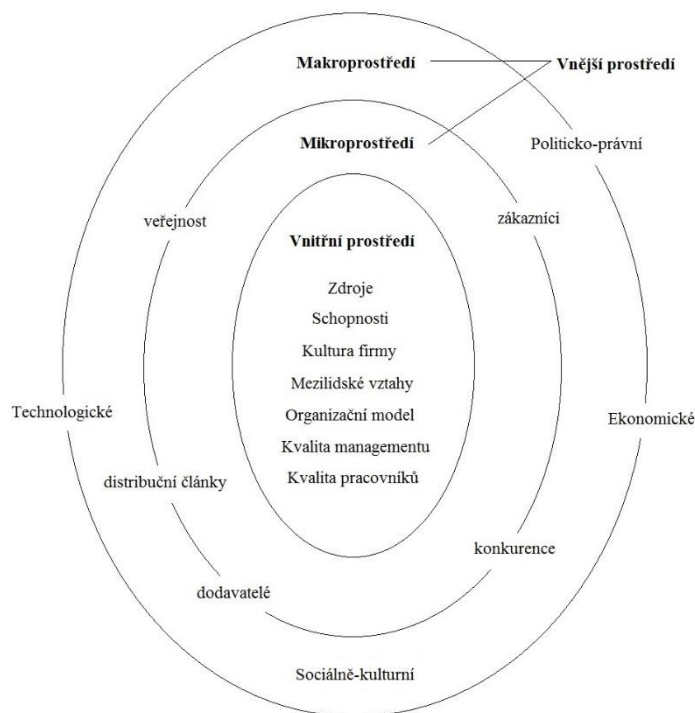 Makroprostředí
Vnější prostředí
Mikroprostředí
Politicko-právní
veřejnost
zákazníci
Vnitřní prostředí
Zdroje
Schopnosti
Kultura firmy
Mezilidské vztahy
Organizační model
Kvalita managementu
Kvalita pracovníků
Technologické
Ekonomické
distribuční články
konkurence
dodavatelé
Sociálně-kulturní